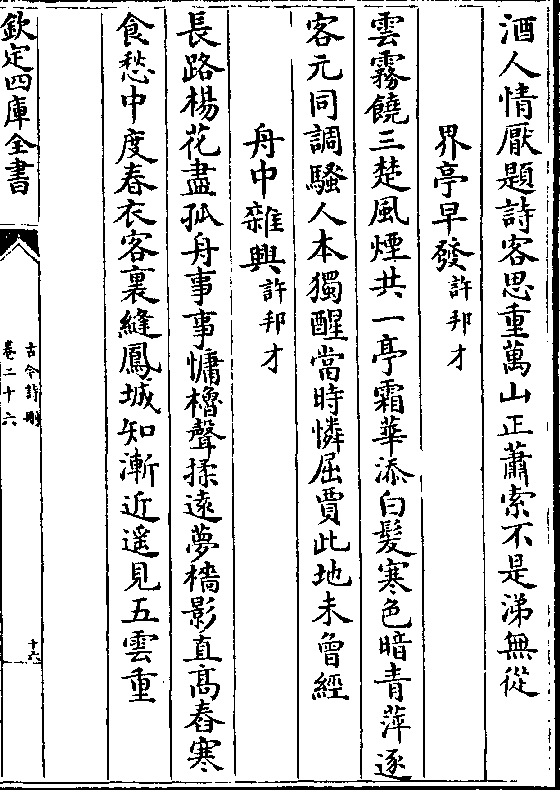 酒人情厭題詩客思重萬山正蕭索不是涕無從
界亭早發許邦才
雲霧饒三楚風煙共一亭霜華添白髮寒色暗青萍逐
客元同調騷人本獨醒當時憐屈賈此地未曾經
舟中雜興許邦才
長路楊花盡孤舟事事慵櫓聲揉遠夢檣影直高舂寒
食愁中度春衣客裏縫鳳城知漸近遥見五雲重
欽定四庫全書
古今詩刪
卷二十六
十六